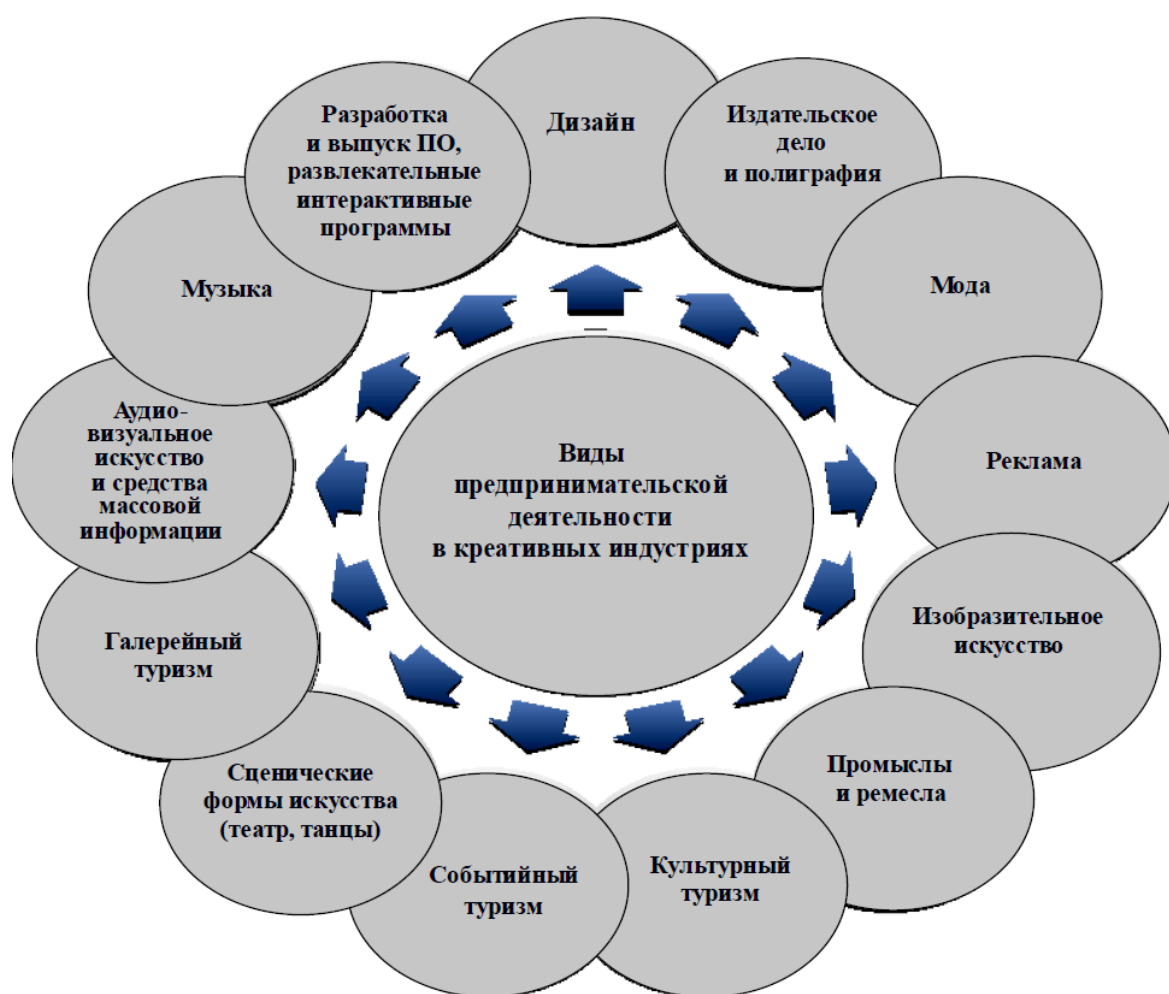 Дизайн
Издательское
дело
и полиграфия
Мода
Реклама
Изобразительное
искусство
Промыслы
и ремесла
Культурный
туризм
Событийный
туризм
Сценические
формы искусства
(театр, танцы)
Галерейный
туризм
Аудио-
визуальное
искусство
и средства
массовой
информации
Музыка
Разработка
и выпуск ПО,
развлекательные
интерактивные
программы
Виды
предпринимательской
деятельности
в креативных индустриях